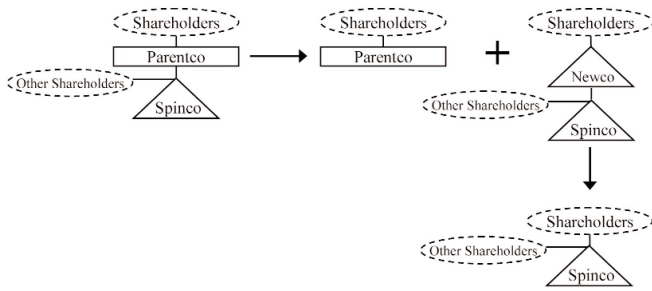 Shareholders
Parentco
Other Shareholders
Spinco
Shareholders
Parentco
+
Shareholders
Newco
Other Shareholders
Spinco
Shareholders
Other Shareholders
Spinco